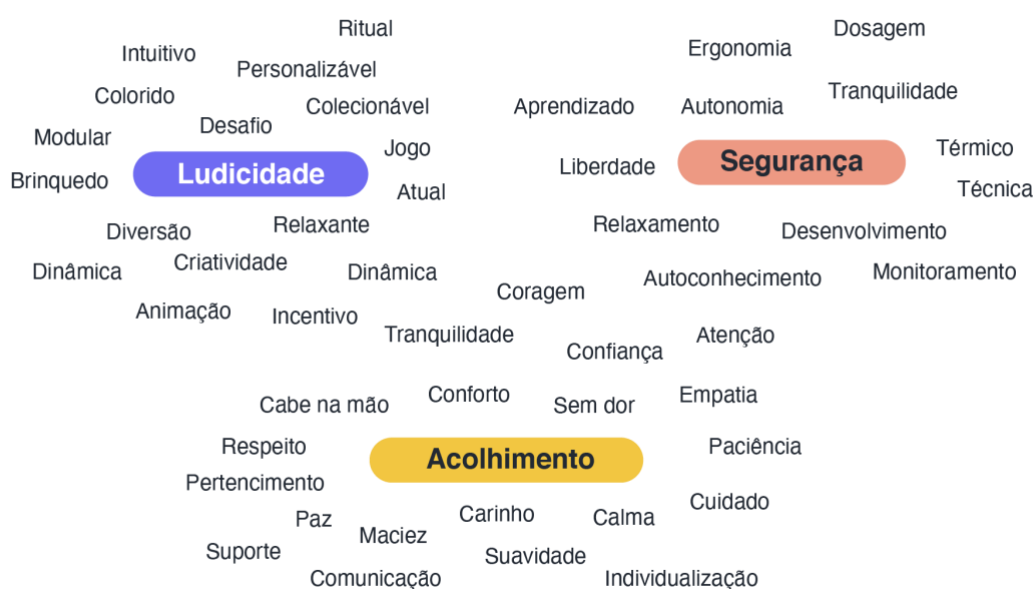 Ritual
Intuitivo
Personalizável
Colorido
Colecionável
Modular
Desafio
Jogo
Ludicidade
Brinquedo
Atual
Diversão
Relaxante
Dinâmica
Criatividade
Dinâmica
Animação
Incentivo
Dosagem
Ergonomia
Tranquilidade
Aprendizado
Autonomia
Térmico
Liberdade
Segurança
Técnica
Relaxamento
Desenvolvimento
Autoconhecimento
Monitoramento
Coragem
Tranquilidade
Confiança
Atenção
Cabe na mão
Conforto
Sem dor
Empatia
Respeito
Acolhimento
Paciência
Pertencimento
Cuidado
Paz
Carinho
Calma
Maciez
Suporte
Suavidade
Comunicação
Individualização